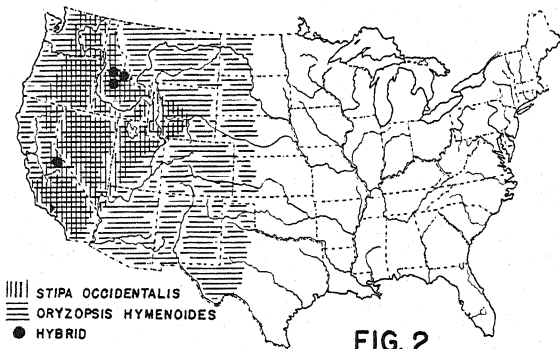 STIPA OCCIDENTALIS
ORYZOPSIS HYMENOIDES
HYBRID
FIG. 2